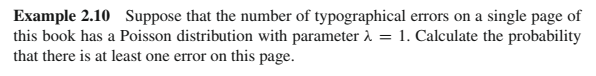 Example 2.10 Suppose that the number of typographical errors on a single page of
this book has a Poisson distribution with parameter λ = 1. Calculate the probability
that there is at least one error on this page.